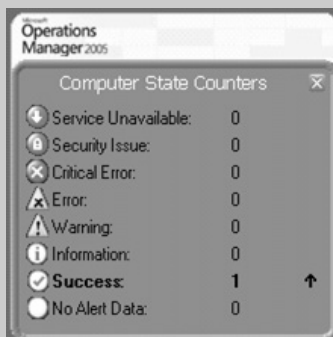 Microsoft
Operations
Manager 2005
Computer State Counters
Service Unavailable: 0
Security Issue: 0
Critical Error: 0
Error: 0
Warning: 0
Information: 0
Success: 1
No Alert Data: 0